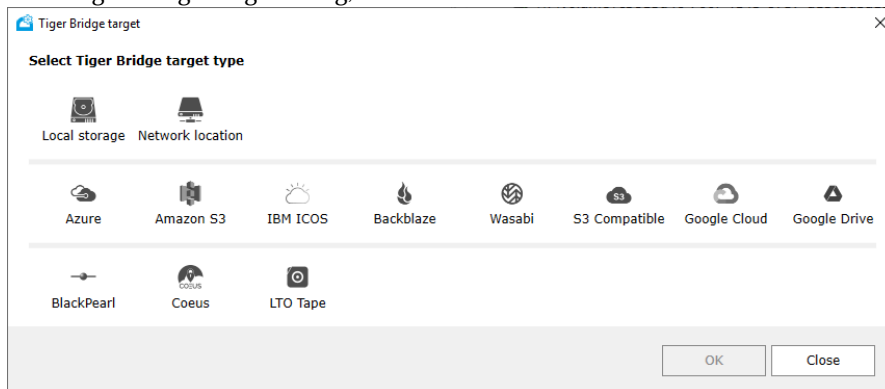 Tiger Bridge target
Select Tiger Bridge target type
Local storage Network location
Azure Amazon S3 IBM ICOS Backblaze Wasabi S3 Compatible Google Cloud Google Drive
BlackPearl Coeus LTO Tape
OK Close